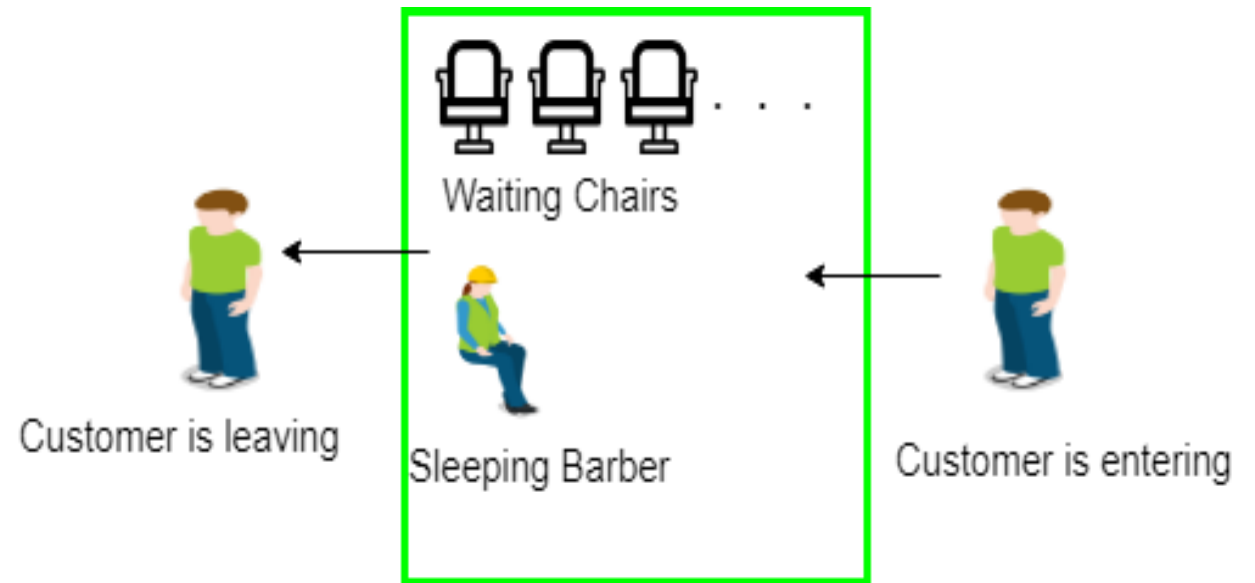 . . .
Waiting Chairs
Customer is leaving
Sleeping Barber
Customer is entering